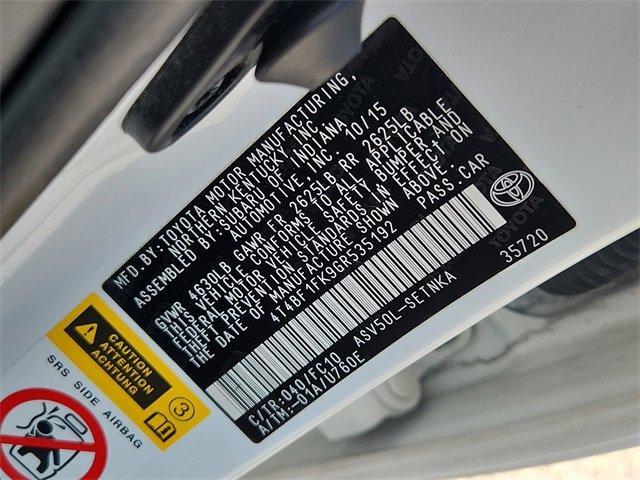 MFD. BY: TOYOTA MOTOR MANUFACTURING,
NORTHERN KENTUCKY, INC.
ASSEMBLED BY: SUBARU OF INDIANA
AUTOMOTIVE, INC. 10/15
GVWR 4630LB GAWR FR 2625LB RR 2625LB
THIS VEHICLE CONFORMS TO ALL APPLICABLE
FEDERAL MOTOR VEHICLE SAFETY BUMPER AND
THEFT PREVENTION STANDARDS IN EFFECT ON
THE DATE OF MANUFACTURE SHOWN ABOVE.
4T4BF1FK9GR535192 PASS. CAR
C/TR:040/FC10 ASV50L-SETNKA
A/TM:-01A/U760E 35720
TOYOTA
CAUTION
ATTENTION
ACHTUNG
3
SRS SIDE AIRBAG